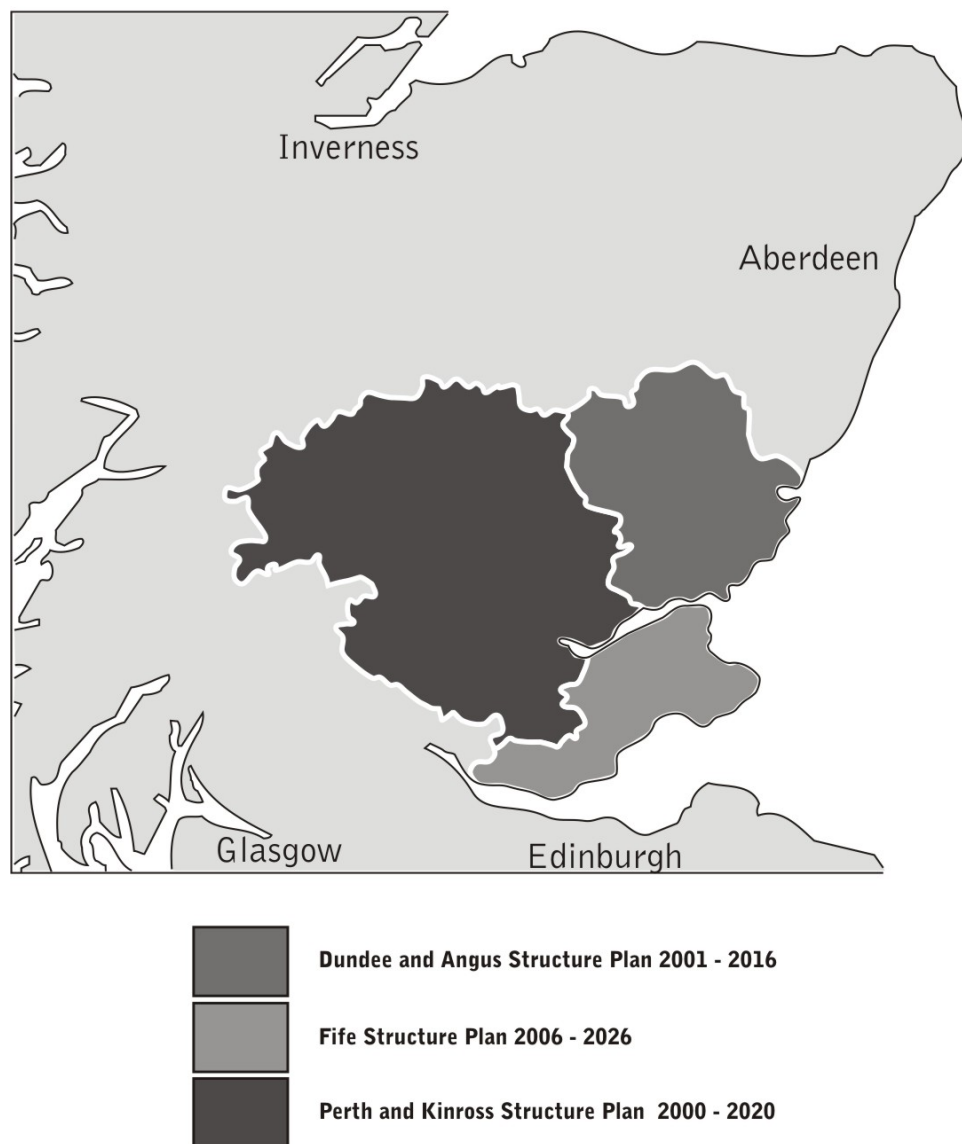 Inverness
Aberdeen
Glasgow
Edinburgh
Dundee and Angus Structure Plan 2001 - 2016
Fife Structure Plan 2006 - 2026
Perth and Kinross Structure Plan 2000 - 2020